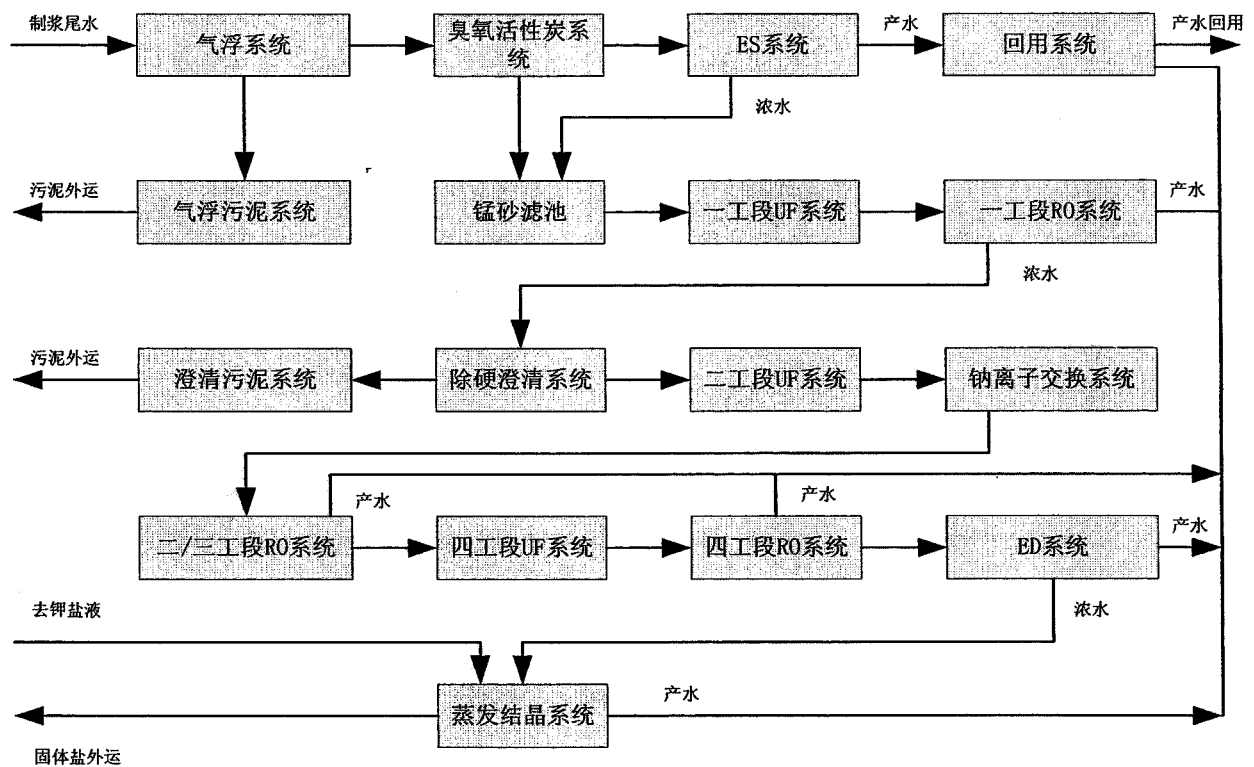 制浆尾水
气浮系统
臭氧活性炭系
统
ES系统
产水
回用系统
产水回用
浓水
污泥外运
气浮污泥系统
锰砂滤池
一工段UF系统
一工段RO系统
产水
浓水
污泥外运
澄清污泥系统
除硬澄清系统
二工段UF系统
钠离子交换系统
二/三工段RO系统
产水
四工段UF系统
四工段RO系统
产水
ED系统
产水
去钾盐液
浓水
蒸发结晶系统
产水
固体盐外运